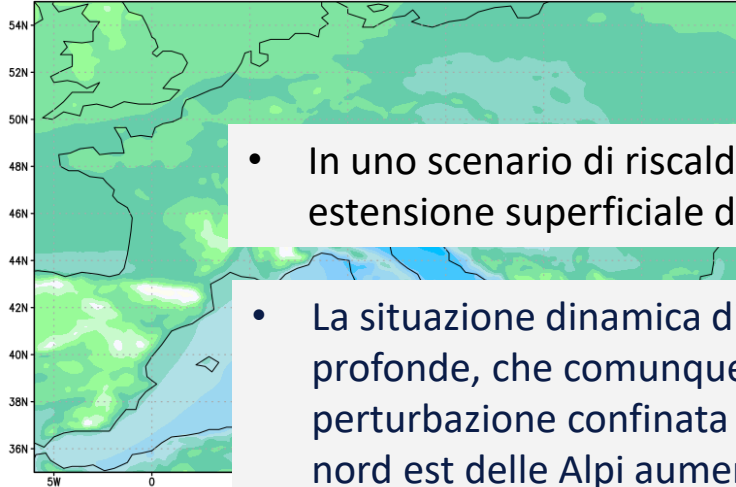 54N
52N
50N
48N
46N
44N
42N
40N
38N
36N
5W
0
• In uno scenario di riscald
estensione superficiale d
• La situazione dinamica d
profonde, che comunque
perturbazione confinata
nord est delle Alpi aumer